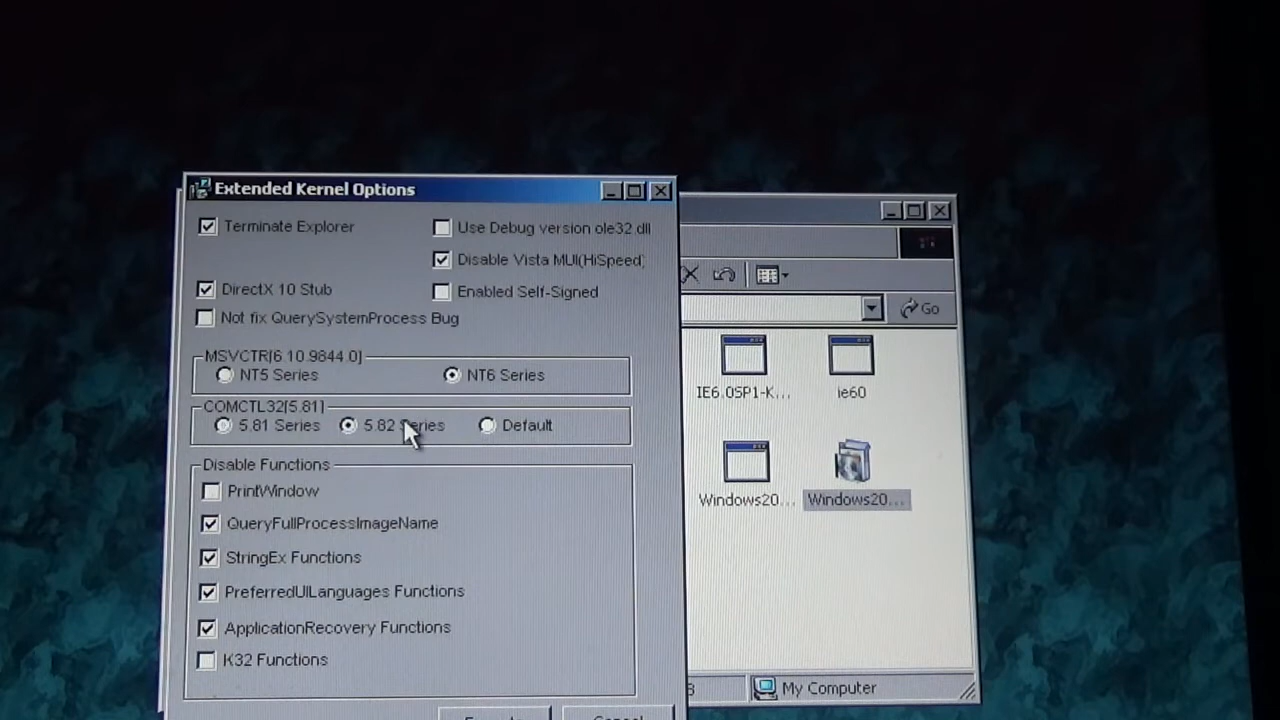 Extended Kernel Options
Terminate Explorer
Use Debug version ole32.dll
Disable Vista MUI(HiSpeed)
DirectX 10 Stub
Enabled Self-Signed
Not fix QuerySystemProcess Bug
MSVCTR[6.10.9844.0]
NT5 Series
NT6 Series
COMCTL32[5.81]
5.81 Series
5.82 Series
Default
Disable Functions
PrintWindow
QueryFullProcessImageName
StringEx Functions
PreferredUILanguages Functions
ApplicationRecovery Functions
K32 Functions
Cancel
Go
IE6.0SP1-K...
ie60
Windows20...
Windows20...
My Computer